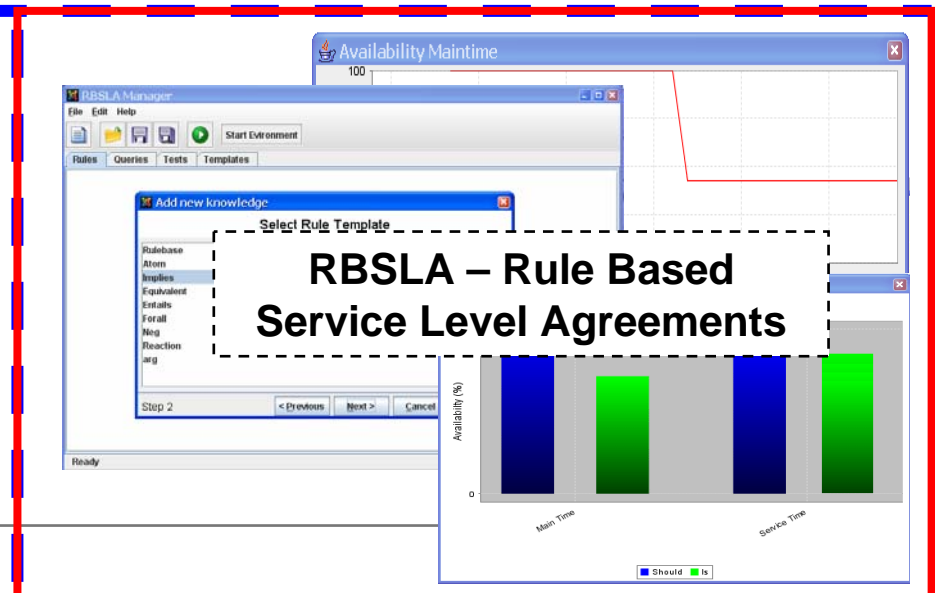 Availability Maintime
100
RBSLA Manager
File Edit Help
Start Evironment
Rules Queries Tests Templates
Add new knowledge
Select Rule Template
Rulebase
Atom
Implies
Equivalent
Entails
Forall
Neg
Reaction
arg
RBSLA – Rule Based
Service Level Agreements
Step 2
< Previous Next > Cancel
Ready
Availability (%)
0
Main Time
Service Time
Should Is